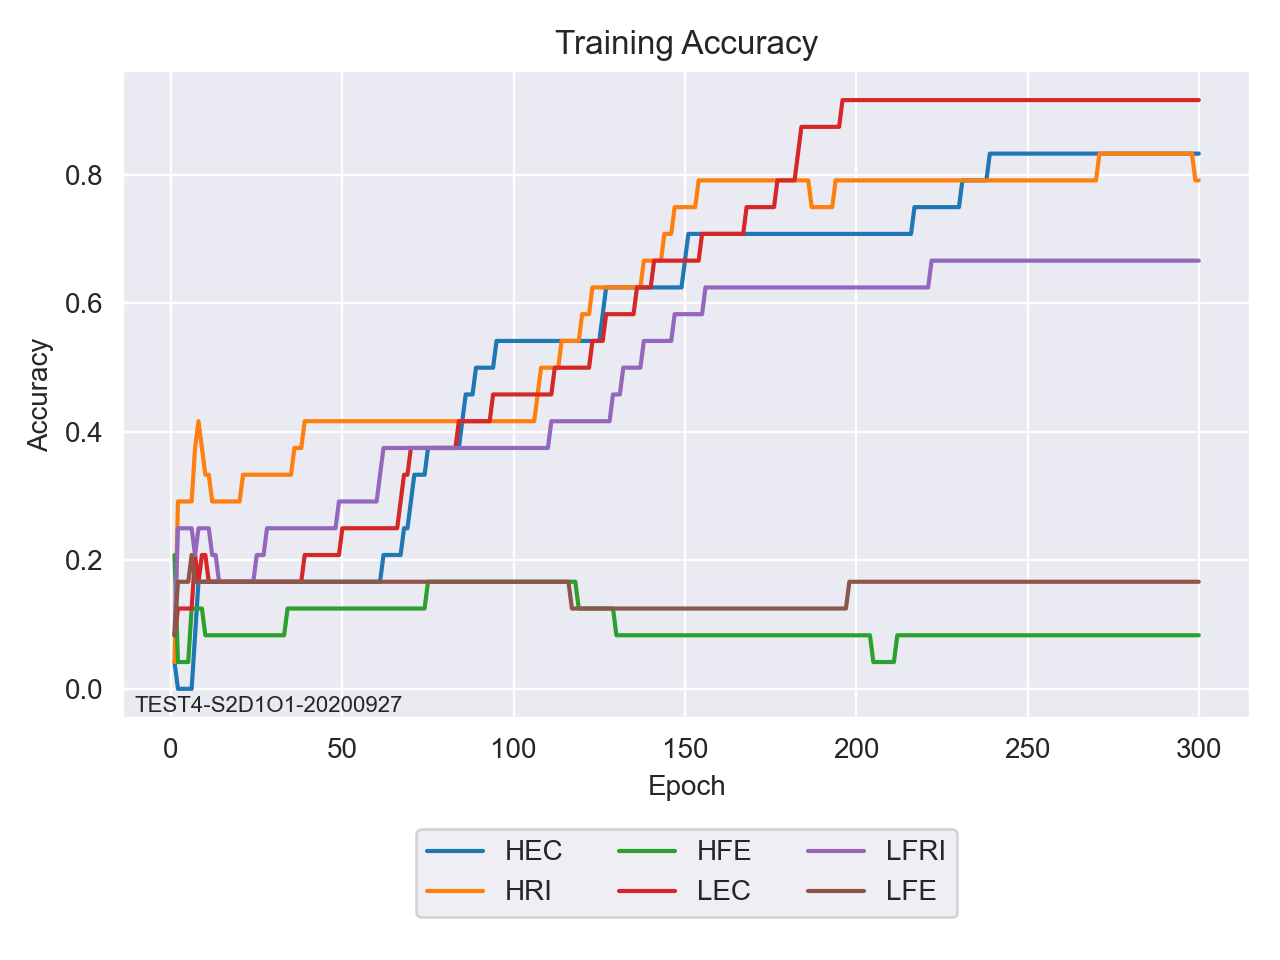 Training Accuracy
Accuracy
0.8
0.6
0.4
0.2
0.0
TEST4-S2D1O1-20200927
0 50 100 150 200 250 300
Epoch
HEC HFE LFRI
HRI LEC LFE